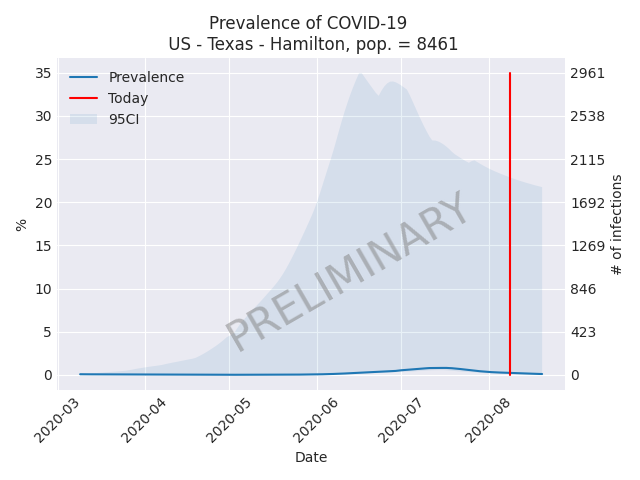 Prevalence of COVID-19
US - Texas - Hamilton, pop. = 8461
Prevalence
Today
95CI
35
30
25
20
15
10
5
0
%
2961
2538
2115
1692
1269
846
423
0
# of infections
PRELIMINARY
2020-03
2020-04
2020-05
2020-06
2020-07
2020-08
Date